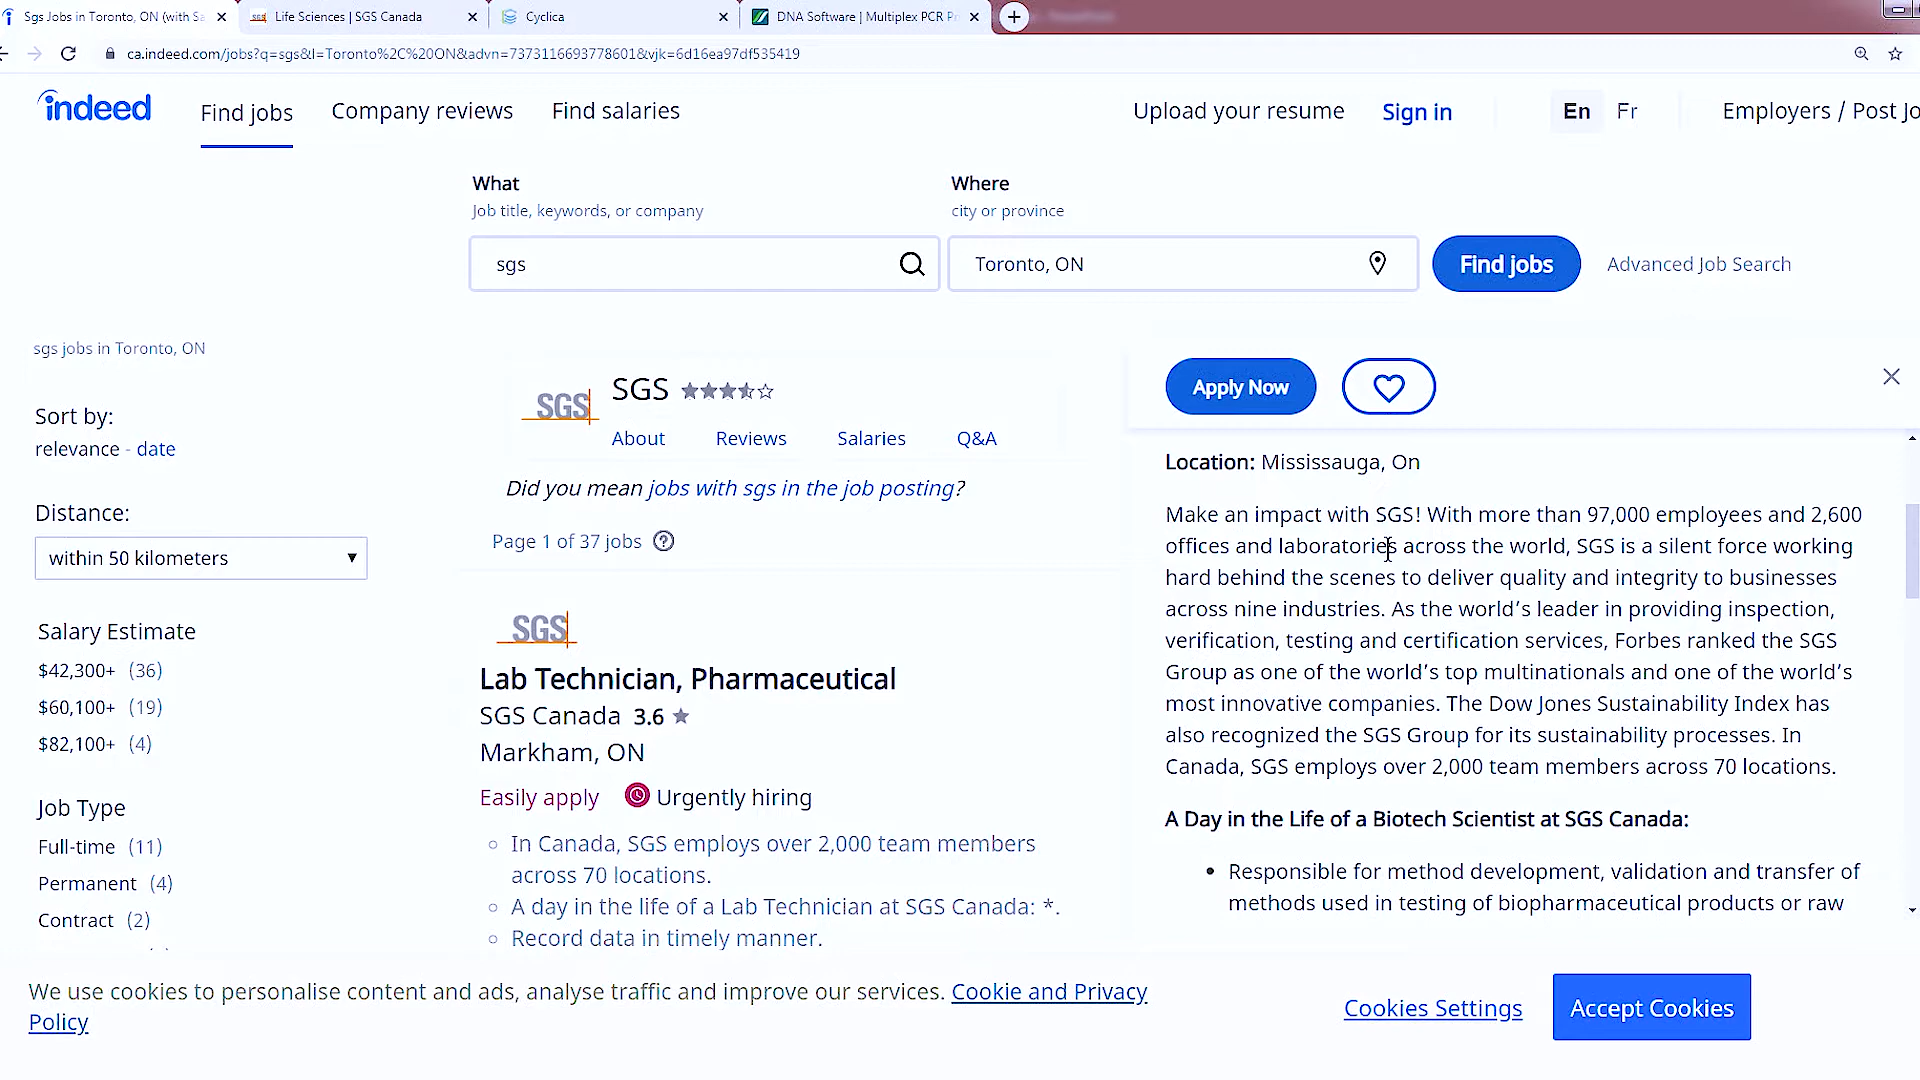 Sgs Jobs in Toronto, ON (with Sa
Life Sciences | SGS Canada
Cyclica
DNA Software | Multiplex PCR Pr
ca.indeed.com/jobs?q=sgs&l=Toronto%2C%20ON&advn=7373116693778601&vjk=6d16ea97df535419
indeed
Find jobs
Company reviews
Find salaries
Upload your resume
Sign in
En
Fr
Employers / Post Jo
What
Job title, keywords, or company
Where
city or province
sgs
Toronto, ON
Find jobs
Advanced Job Search
sgs jobs in Toronto, ON
Sort by:
relevance - date
Distance:
within 50 kilometers
Salary Estimate
$42,300+ (36)
$60,100+ (19)
$82,100+ (4)
Job Type
Full-time (11)
Permanent (4)
Contract (2)
SGS
SGS
About
Reviews
Salaries
Q&A
Did you mean jobs with sgs in the job posting?
Page 1 of 37 jobs
SGS
Lab Technician, Pharmaceutical
SGS Canada 3.6
Markham, ON
Easily apply
Urgently hiring
In Canada, SGS employs over 2,000 team members
across 70 locations.
A day in the life of a Lab Technician at SGS Canada: *.
Record data in timely manner.
Apply Now
Location: Mississauga, On
Make an impact with SGS! With more than 97,000 employees and 2,600
offices and laboratories across the world, SGS is a silent force working
hard behind the scenes to deliver quality and integrity to businesses
across nine industries. As the world's leader in providing inspection,
verification, testing and certification services, Forbes ranked the SGS
Group as one of the world's top multinationals and one of the world's
most innovative companies. The Dow Jones Sustainability Index has
also recognized the SGS Group for its sustainability processes. In
Canada, SGS employs over 2,000 team members across 70 locations.
A Day in the Life of a Biotech Scientist at SGS Canada:
Responsible for method development, validation and transfer of
methods used in testing of biopharmaceutical products or raw
We use cookies to personalise content and ads, analyse traffic and improve our services. Cookie and Privacy
Policy
Cookies Settings
Accept Cookies